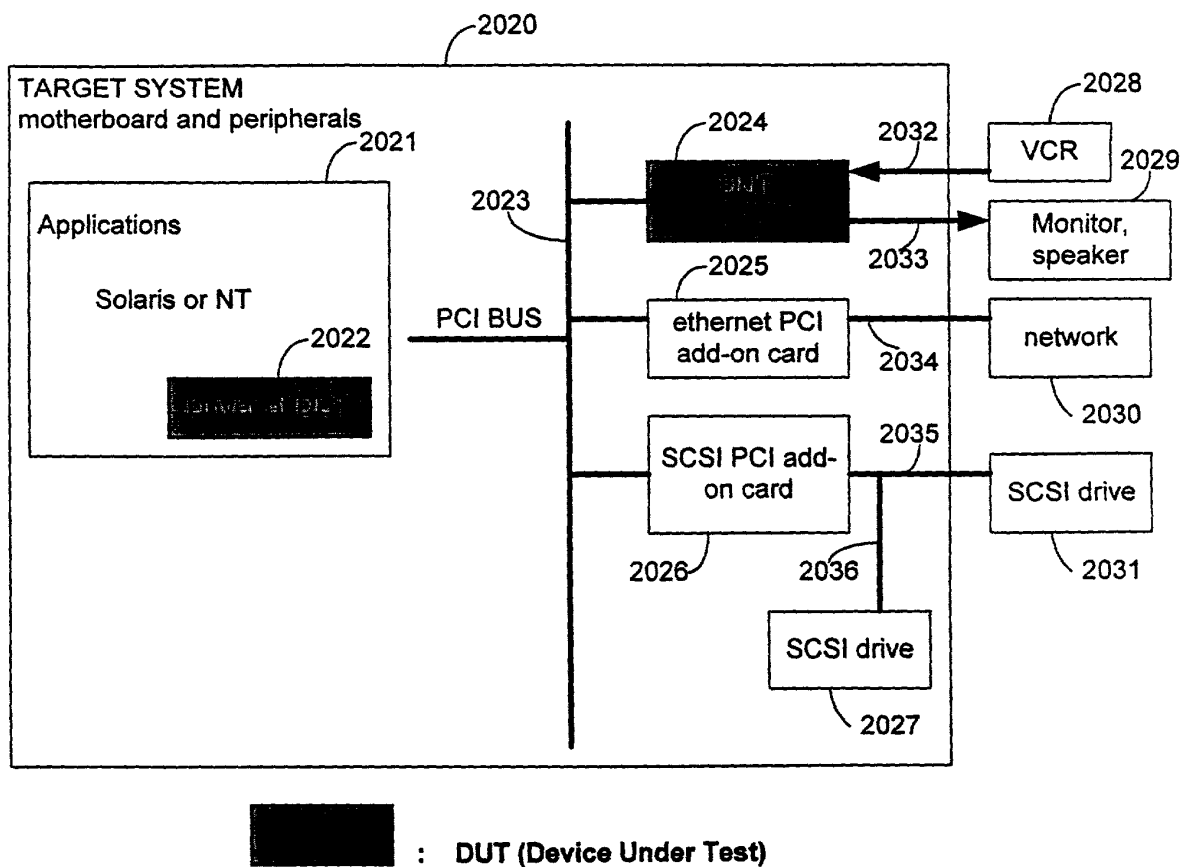 2020
TARGET SYSTEM
motherboard and peripherals
2021
2024
2032
2028
VCR
2029
Applications
2023
2033
Monitor,
speaker
Solaris or NT
2025
PCI BUS
ethernet PCI
add-on card
2034
network
2022
2030
2035
SCSI PCI add-
on card
SCSI drive
2026
2036
2031
SCSI drive
2027
: DUT (Device Under Test)